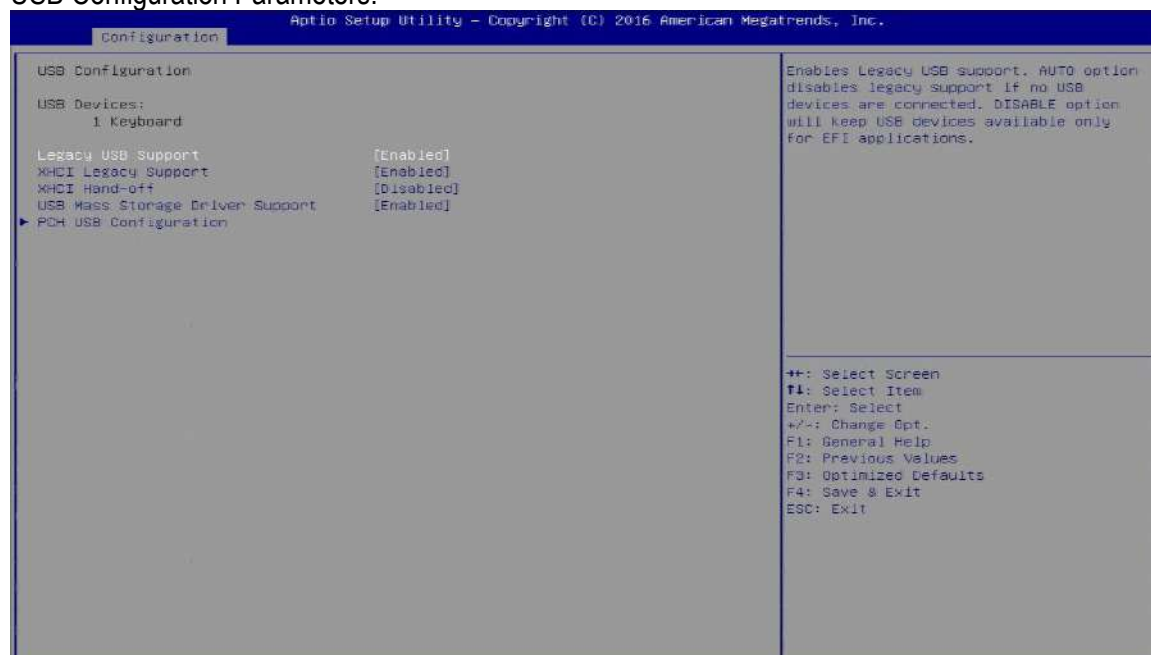 USB Configuration Parameters.
Aptio Setup Utility – Copyright (C) 2016 American Megatrends, Inc.
Configuration
USB Configuration
USB Devices:
1 Keyboard
Legacy USB Support [Enabled]
XHCI Legacy Support [Enabled]
XHCI Hand-off [Disabled]
USB Mass Storage Driver Support [Enabled]
► PCH USB Configuration
Enables Legacy USB support. AUTO option
disables legacy support if no USB
devices are connected. DISABLE option
will keep USB devices available only
for EFI applications.
→←: Select Screen
↑↓: Select Item
Enter: Select
+/-: Change Opt.
F1: General Help
F2: Previous Values
F3: Optimized Defaults
F4: Save & Exit
ESC: Exit